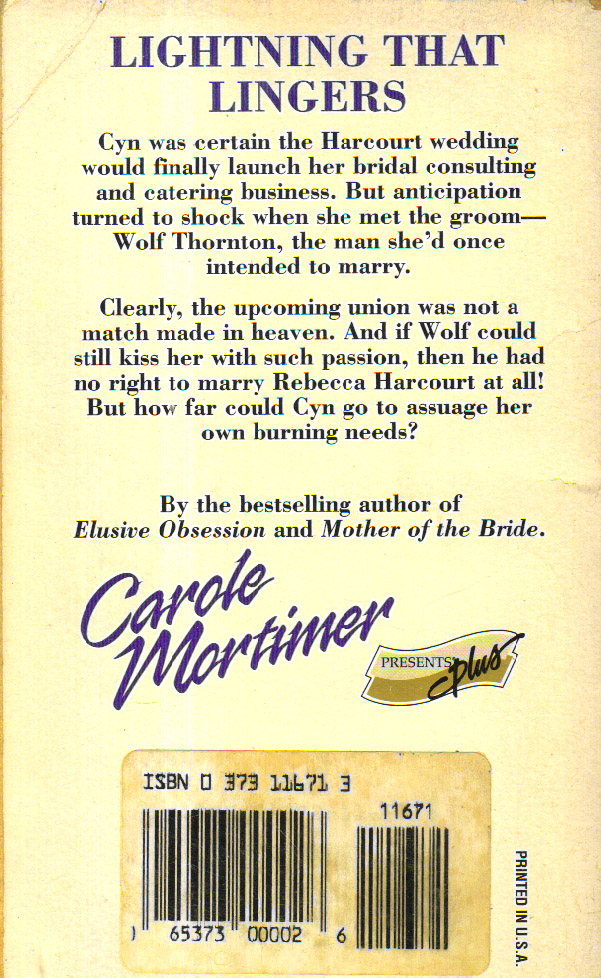 LIGHTNING THAT
LINGERS
Cyn was certain the Harcourt wedding
would finally launch her bridal consulting
and catering business. But anticipation
turned to shock when she met the groom—
Wolf Thornton, the man she'd once
intended to marry.
Clearly, the upcoming union was not a
match made in heaven. And if Wolf could
still kiss her with such passion, then he had
no right to marry Rebecca Harcourt at all!
But how far could Cyn go to assuage her
own burning needs?
By the bestselling author of
Elusive Obsession and Mother of the Bride.
Carole
Mortimer
PRESENTS plus
ISBN 0 373 11671 3
11671
65373 00002 6
PRINTED IN U.S.A.